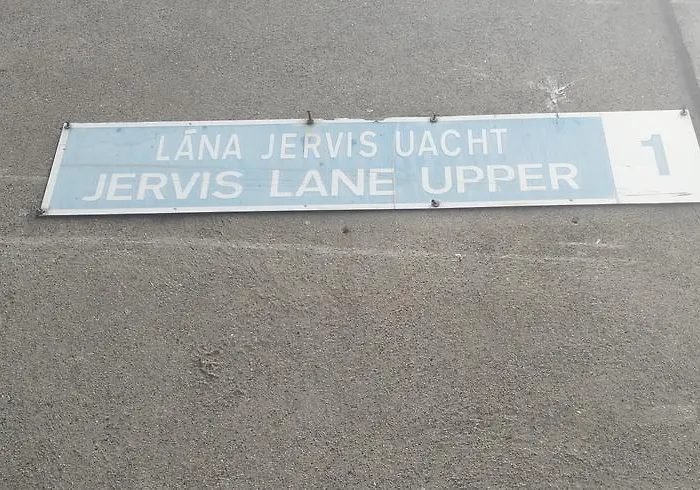 LÁNA JERVIS UACHT
JERVIS LANE UPPER
1